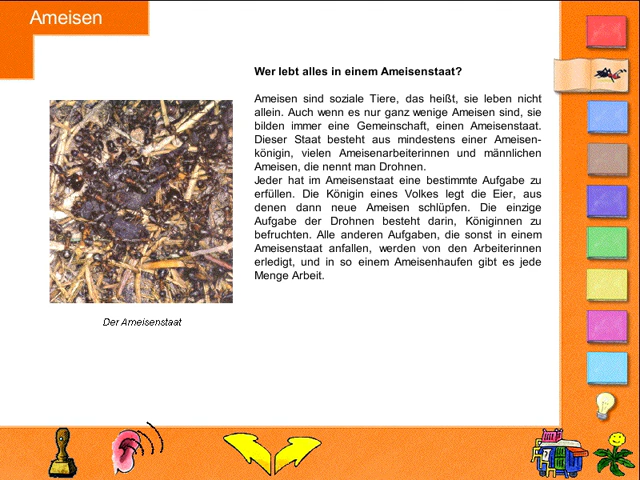 Ameisen
Wer lebt alles in einem Ameisenstaat?
Ameisen sind soziale Tiere, das heißt, sie leben nicht
allein. Auch wenn es nur ganz wenige Ameisen sind, sie
bilden immer eine Gemeinschaft, einen Ameisenstaat.
Dieser Staat besteht aus mindestens einer Ameisen-
königin, vielen Ameisenarbeiterinnen und männlichen
Ameisen, die nennt man Drohnen.
Jeder hat im Ameisenstaat eine bestimmte Aufgabe zu
erfüllen. Die Königin eines Volkes legt die Eier, aus
denen dann neue Ameisen schlüpfen. Die einzige
Aufgabe der Drohnen besteht darin, Königinnen zu
befruchten. Alle anderen Aufgaben, die sonst in einem
Ameisenstaat anfallen, werden von den Arbeiterinnen
erledigt, und in so einem Ameisenhaufen gibt es jede
Menge Arbeit.
Der Ameisenstaat